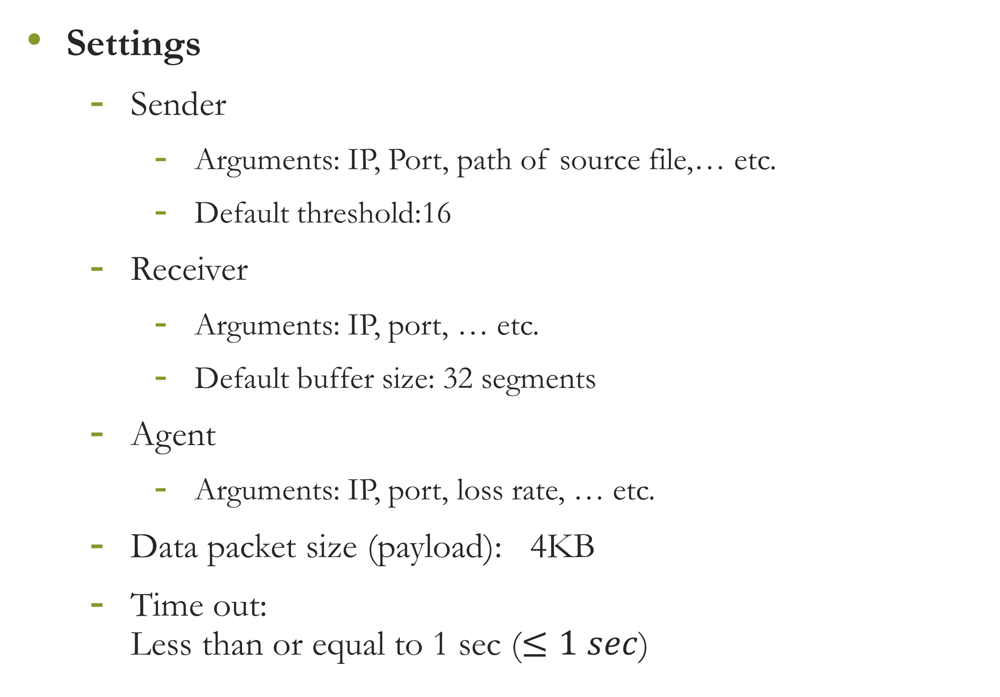 • Settings
- Sender
- Arguments: IP, Port, path of source file,… etc.
- Default threshold:16
- Receiver
- Arguments: IP, port, … etc.
- Default buffer size: 32 segments
- Agent
- Arguments: IP, port, loss rate, … etc.
- Data packet size (payload): 4KB
- Time out:
Less than or equal to 1 sec (≤ 1 sec)